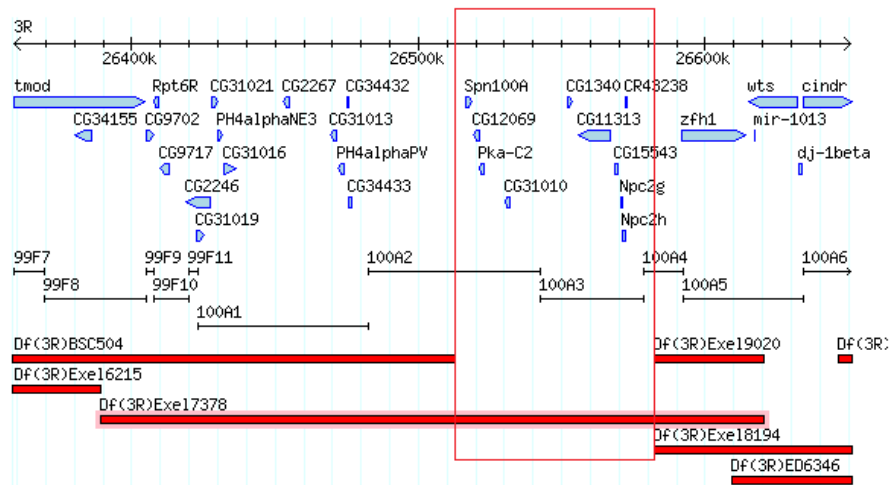 3R
26400k 26500k 26600k
tmod Rpt6R CG31021 CG2267 CG34432 Spn100A CG1340 CR43238 wts cindr
CG34155 CG9702 PH4alphaNE3 CG31013 CG12069 CG11313 zfh1 mir-1013
CG9717 CG31016 PH4alphaPV Pka-C2 CG15543 dj-1beta
CG2246 CG34433 CG31010 Npc2g
CG31019 Npc2h
99F7 99F9 99F11 100A2 100A4 100A6
99F8 99F10 100A3 100A5
100A1
Df(3R)BSC504 Df(3R)Exel9020 Df(3R)
Df(3R)Exel6215
Df(3R)Exel7378
Df(3R)Exel8194
Df(3R)ED6346